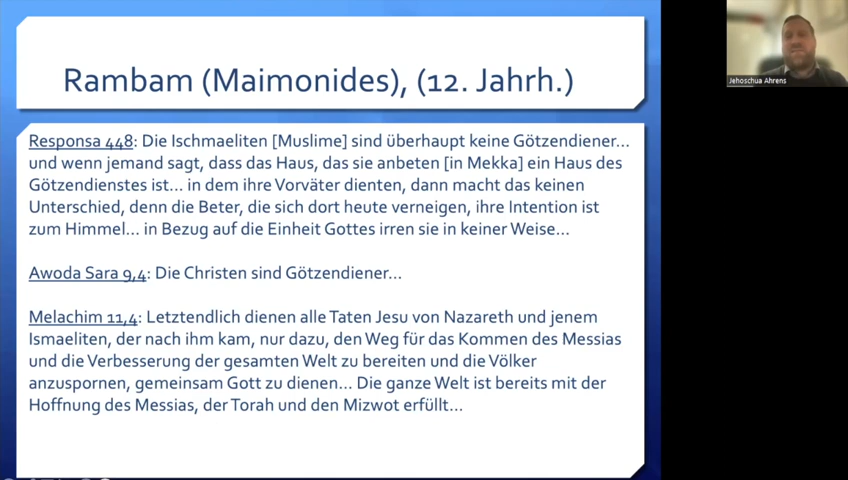 Rambam (Maimonides), (12. Jahrh.)
Responsa 448: Die Ischmaeliten [Muslime] sind überhaupt keine Götzendiener...
und wenn jemand sagt, dass das Haus, das sie anbeten [in Mekka] ein Haus des
Götzendienstes ist... in dem ihre Vorväter dienten, dann macht das keinen
Unterschied, denn die Beter, die sich dort heute verneigen, ihre Intention ist
zum Himmel... in Bezug auf die Einheit Gottes irren sie in keiner Weise...
Awoda Sara 9,4: Die Christen sind Götzendiener...
Melachim 11,4: Letztendlich dienen alle Taten Jesu von Nazareth und jenem
Ismaeliten, der nach ihm kam, nur dazu, den Weg für das Kommen des Messias
und die Verbesserung der gesamten Welt zu bereiten und die Völker
anzuspornen, gemeinsam Gott zu dienen... Die ganze Welt ist bereits mit der
Hoffnung des Messias, der Torah und den Mizwot erfüllt...
Jehoschua Ahrens